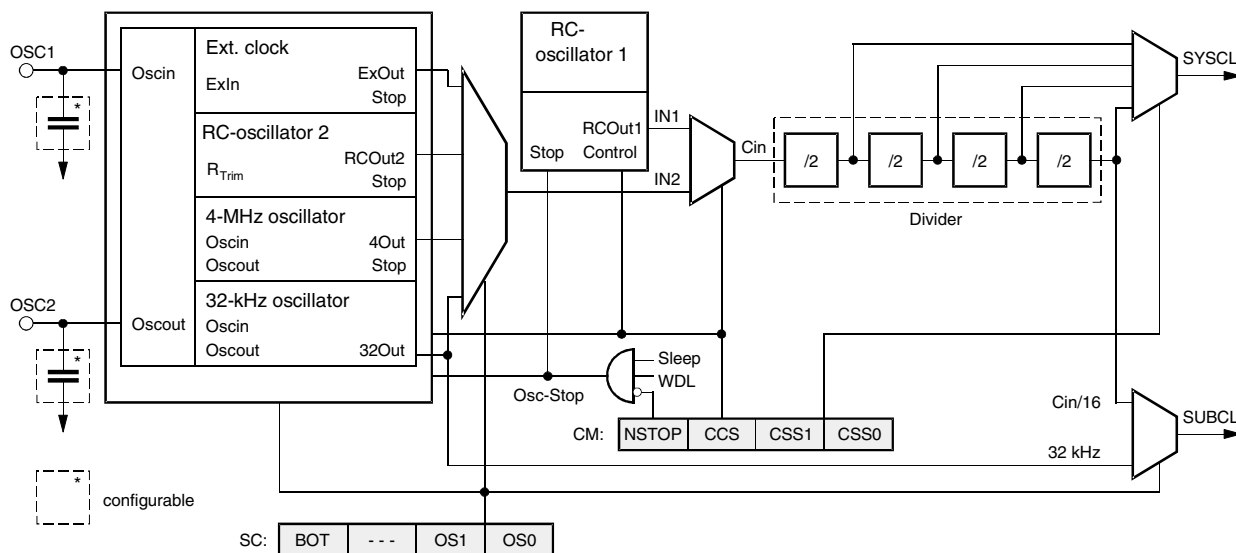 OSC1
Oscin
Ext. clock
ExIn
ExOut
Stop
RC-oscillator 2
RTrim
RCOut2
Stop
4-MHz oscillator
Oscin
Oscout
4Out
Stop
32-kHz oscillator
Oscin
Oscout
32Out
OSC2
Oscout
*
*
*
configurable
RC-
oscillator 1
RCOut1
Stop
Control
IN1
IN2
Cin
/2
/2
/2
/2
Divider
SYSCL
Sleep
WDL
Osc-Stop
CM:
NSTOP
CCS
CSS1
CSS0
Cin/16
32 kHz
SUBCL
SC:
BOT
- - -
OS1
OS0